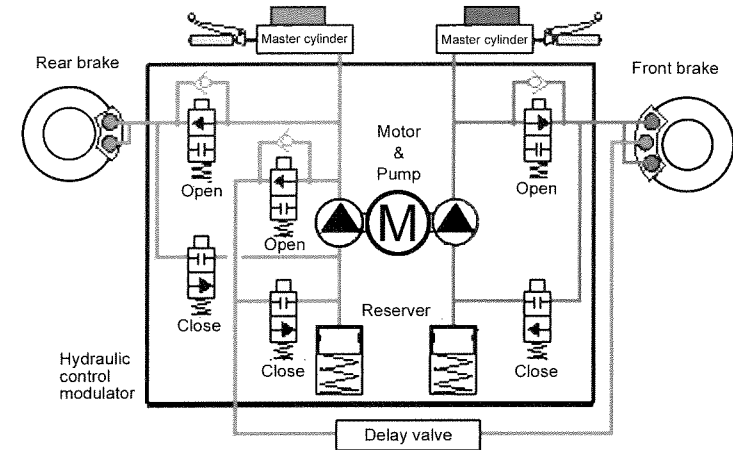 Master cylinder
Master cylinder
Rear brake
Front brake
Motor
&
Pump
M
Open
Open
Open
Close
Close
Close
Reserver
Hydraulic
control
modulator
Delay valve